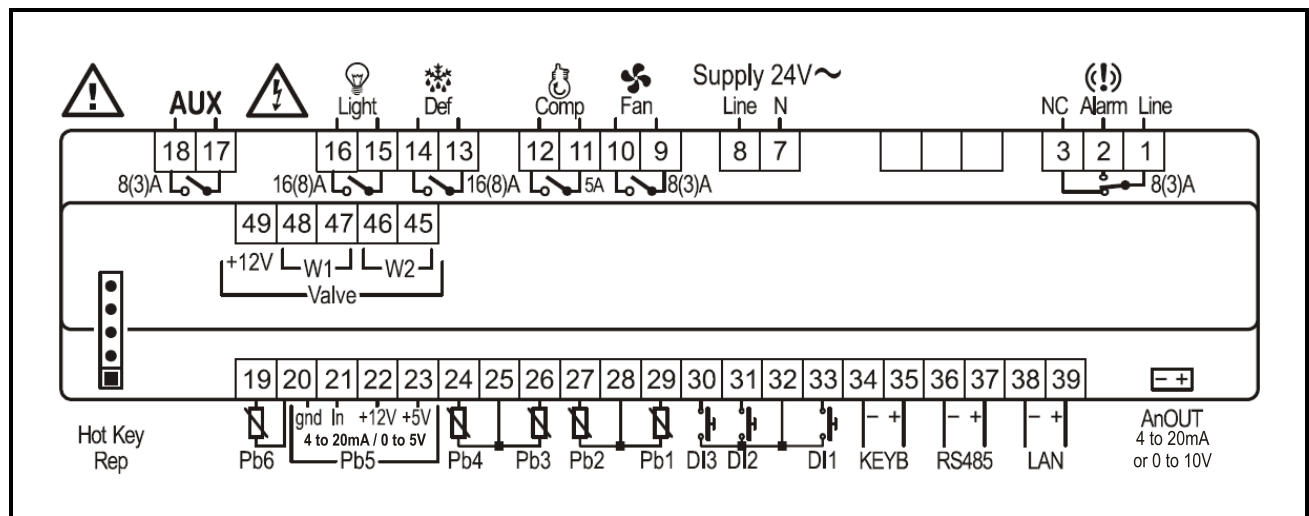 Supply 24V~
AUX Light Def Comp Fan Line N NC Alarm Line
18 17 16 15 14 13 12 11 10 9 8 7 3 2 1
8(3)A 16(8)A 16(8)A 5A 8(3)A 8(3)A
49 48 47 46 45
+12V W1 W2
Valve
19 20 21 22 23 24 25 26 27 28 29 30 31 32 33 34 35 36 37 38 39 - +
gnd In +12V +5V - + - + - +
4 to 20mA / 0 to 5V
Hot Key
Rep
Pb6 Pb5 Pb4 Pb3 Pb2 Pb1 DI3 DI2 DI1 KEYB RS485 LAN
AnOUT
4 to 20mA
or 0 to 10V